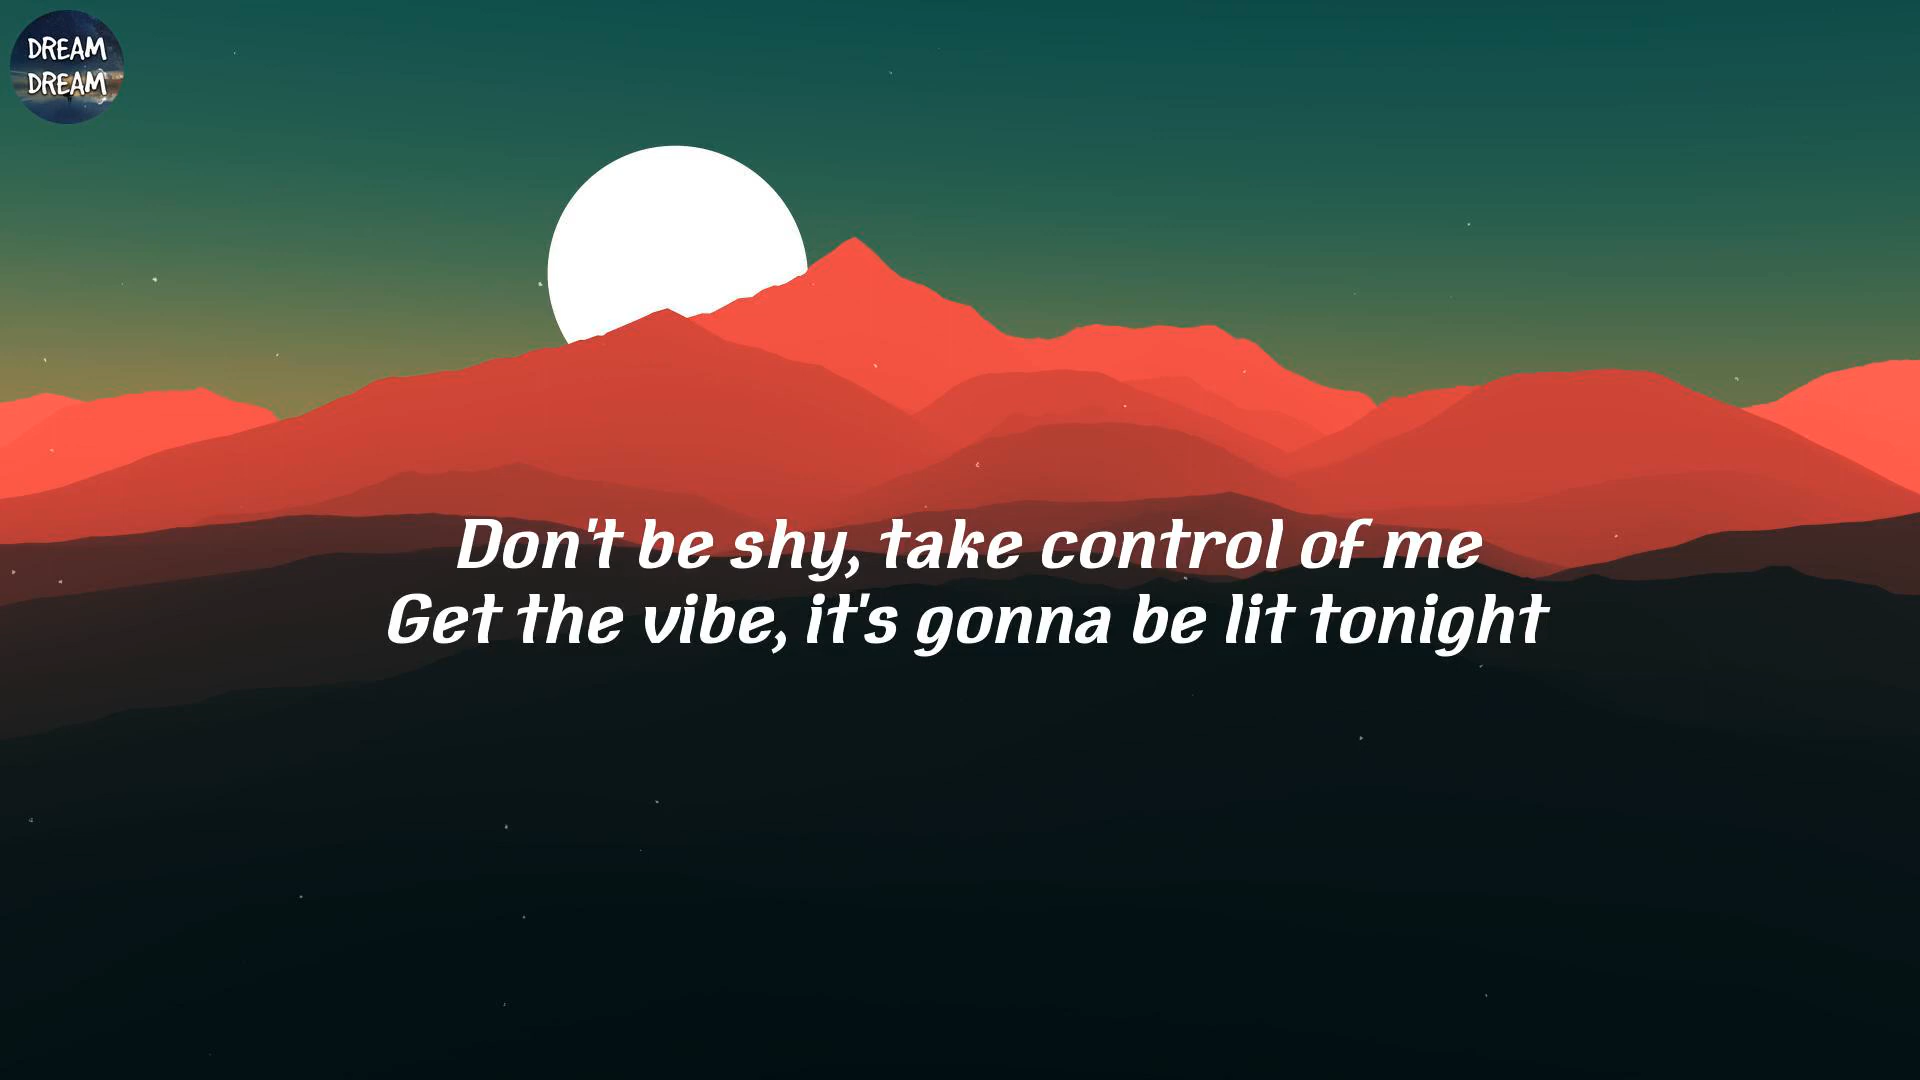 DREAM
DREAM
Don't be shy, take control of me
Get the vibe, it's gonna be lit tonight